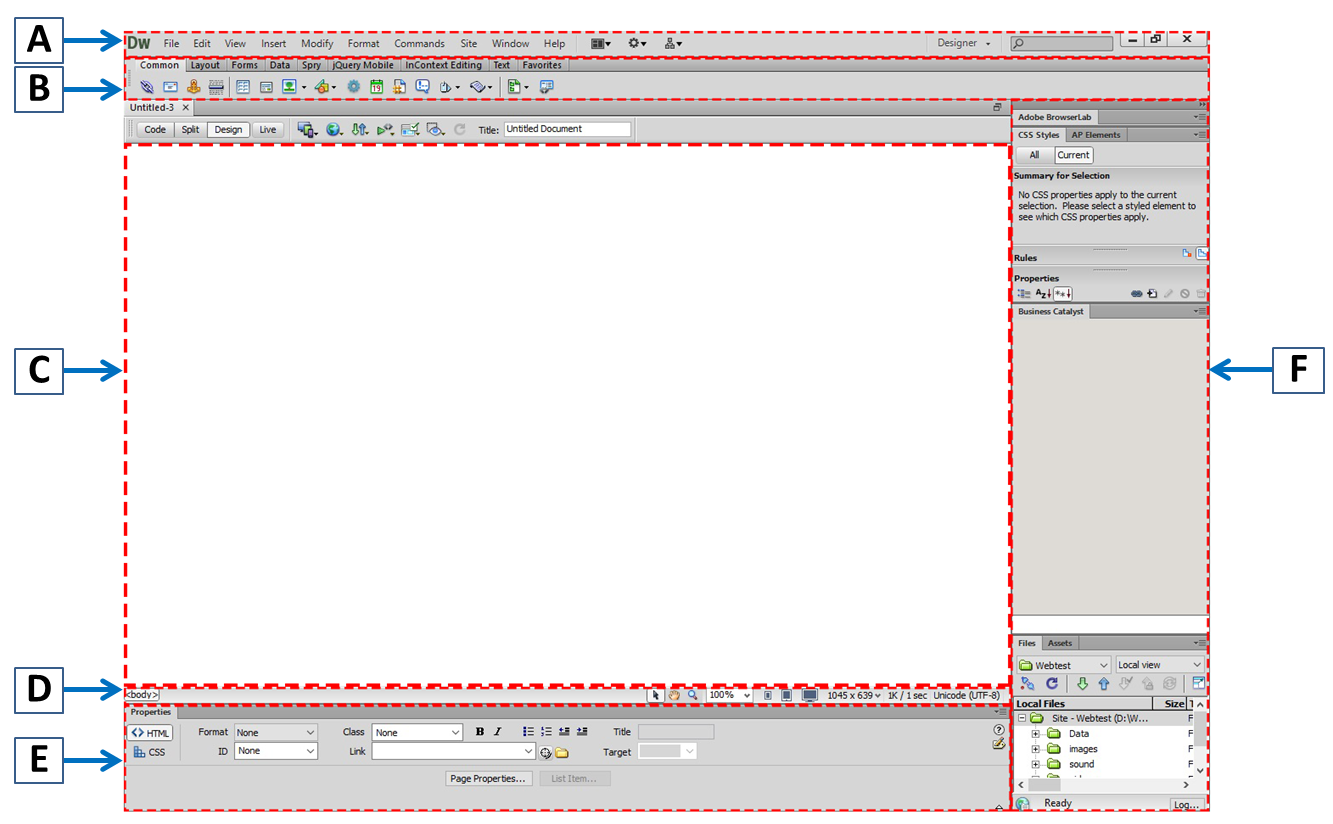 A
Dw File Edit View Insert Modify Format Commands Site Window Help Designer
B
Common Layout Forms Data Spry jQuery Mobile InContext Editing Text Favorites
19
Untitled-3 ×
Code Split Design Live Title: Untitled Document
C
Adobe BrowserLab
CSS Styles AP Elements
All Current
Summary for Selection
No CSS properties apply to the current
selection. Please select a styled element to
see which CSS properties apply.
Rules
Properties
Az
Business Catalyst
F
Files Assets
Webtest Local view
Local Files Size
Site - Webtest (D:\W... F
Data F
images F
sound F
Ready Log...
D
<body> 100% 1045 x 639 1K / 1 sec Unicode (UTF-8)
E
Properties
<> HTML Format None Class None B I Title
CSS ID None Link Target
Page Properties... List Item...